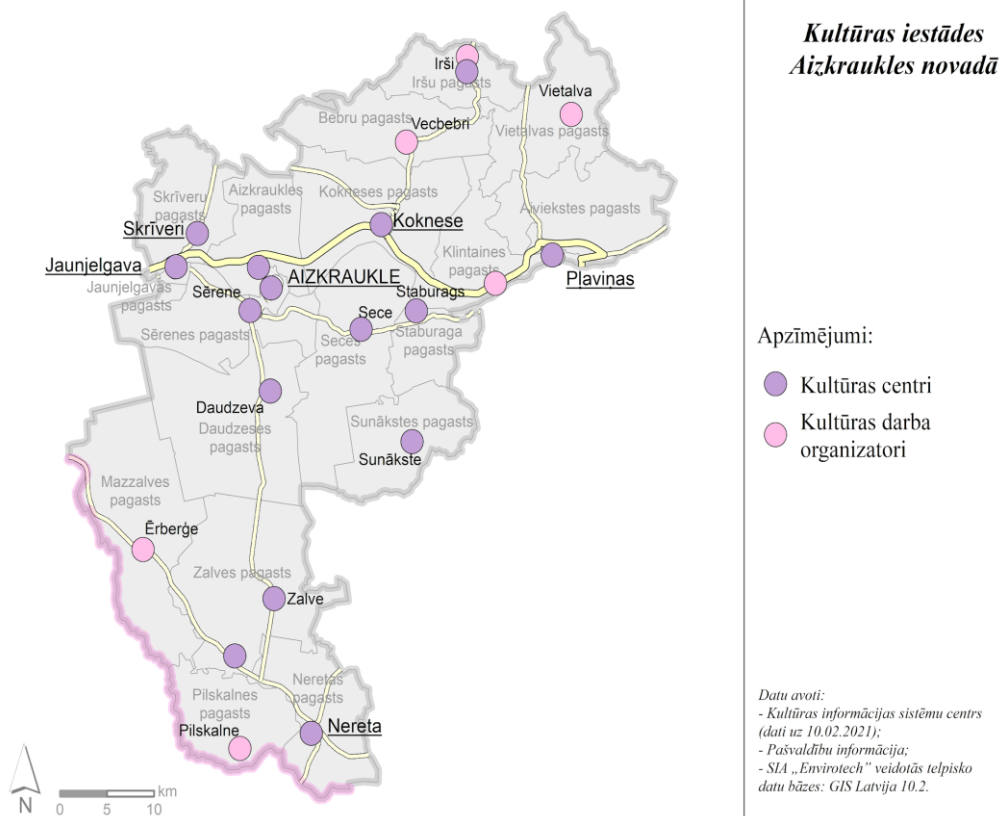 Kultūras iestādes
Aizkraukles novadā
Irši
Iršu pagasts
Vietalva
Bebru pagasts
Vecbebri
Vietalvas pagasts
Skrīveru
pagasts
Aizkraukles
pagasts
Kokneses pagasts
Aiviekstes pagasts
Skrīveri
Koknese
Klintaines
pagasts
Jaunjelgava
AIZKRAUKLE
Pļaviņas
Jaunjelgavas
pagasts
Sērene
Staburags
Sece
Sērenes pagasts
Seces
pagasts
Staburaga
pagasts
Daudzeva
Daudzeses
pagasts
Sunākstes pagasts
Sunākste
Mazzalves
pagasts
Ērberģe
Zalves pagasts
Zalve
Neretas
pagasts
Pilskalnes
pagasts
Pilskalne
Nereta
N
km
0 5 10
Apzīmējumi:
Kultūras centri
Kultūras darba
organizatori
Datu avoti:
- Kultūras informācijas sistēmu centrs
(dati uz 10.02.2021);
- Pašvaldību informācija;
- SIA „Envirotech” veidotās telpisko
datu bāzes: GIS Latvija 10.2.